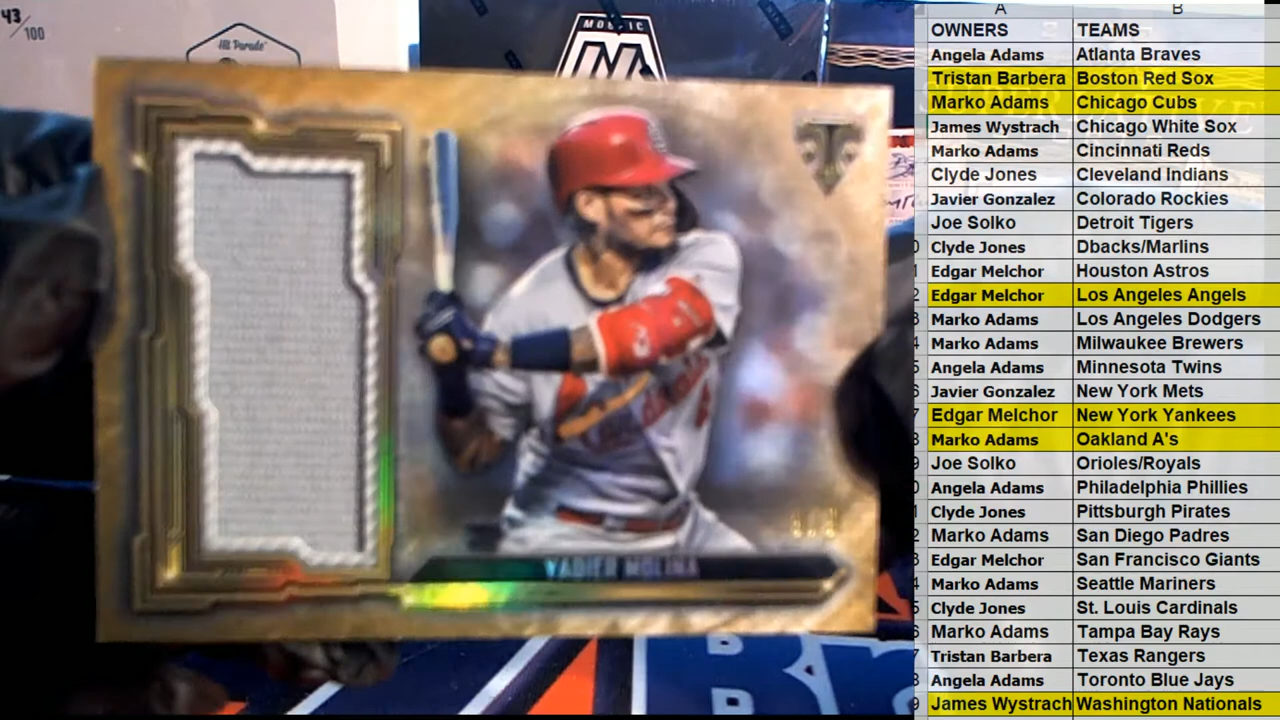 43
/100
Hit Parade
MOSAIC
YADIER MOLINA
A B
OWNERS TEAMS
Angela Adams Atlanta Braves
Tristan Barbera Boston Red Sox
Marko Adams Chicago Cubs
James Wystrach Chicago White Sox
Marko Adams Cincinnati Reds
Clyde Jones Cleveland Indians
Javier Gonzalez Colorado Rockies
Joe Solko Detroit Tigers
Clyde Jones Dbacks/Marlins
Edgar Melchor Houston Astros
Edgar Melchor Los Angeles Angels
Marko Adams Los Angeles Dodgers
Marko Adams Milwaukee Brewers
Angela Adams Minnesota Twins
Javier Gonzalez New York Mets
Edgar Melchor New York Yankees
Marko Adams Oakland A's
Joe Solko Orioles/Royals
Angela Adams Philadelphia Phillies
Clyde Jones Pittsburgh Pirates
Marko Adams San Diego Padres
Edgar Melchor San Francisco Giants
Marko Adams Seattle Mariners
Clyde Jones St. Louis Cardinals
Marko Adams Tampa Bay Rays
Tristan Barbera Texas Rangers
Angela Adams Toronto Blue Jays
James Wystrach Washington Nationals